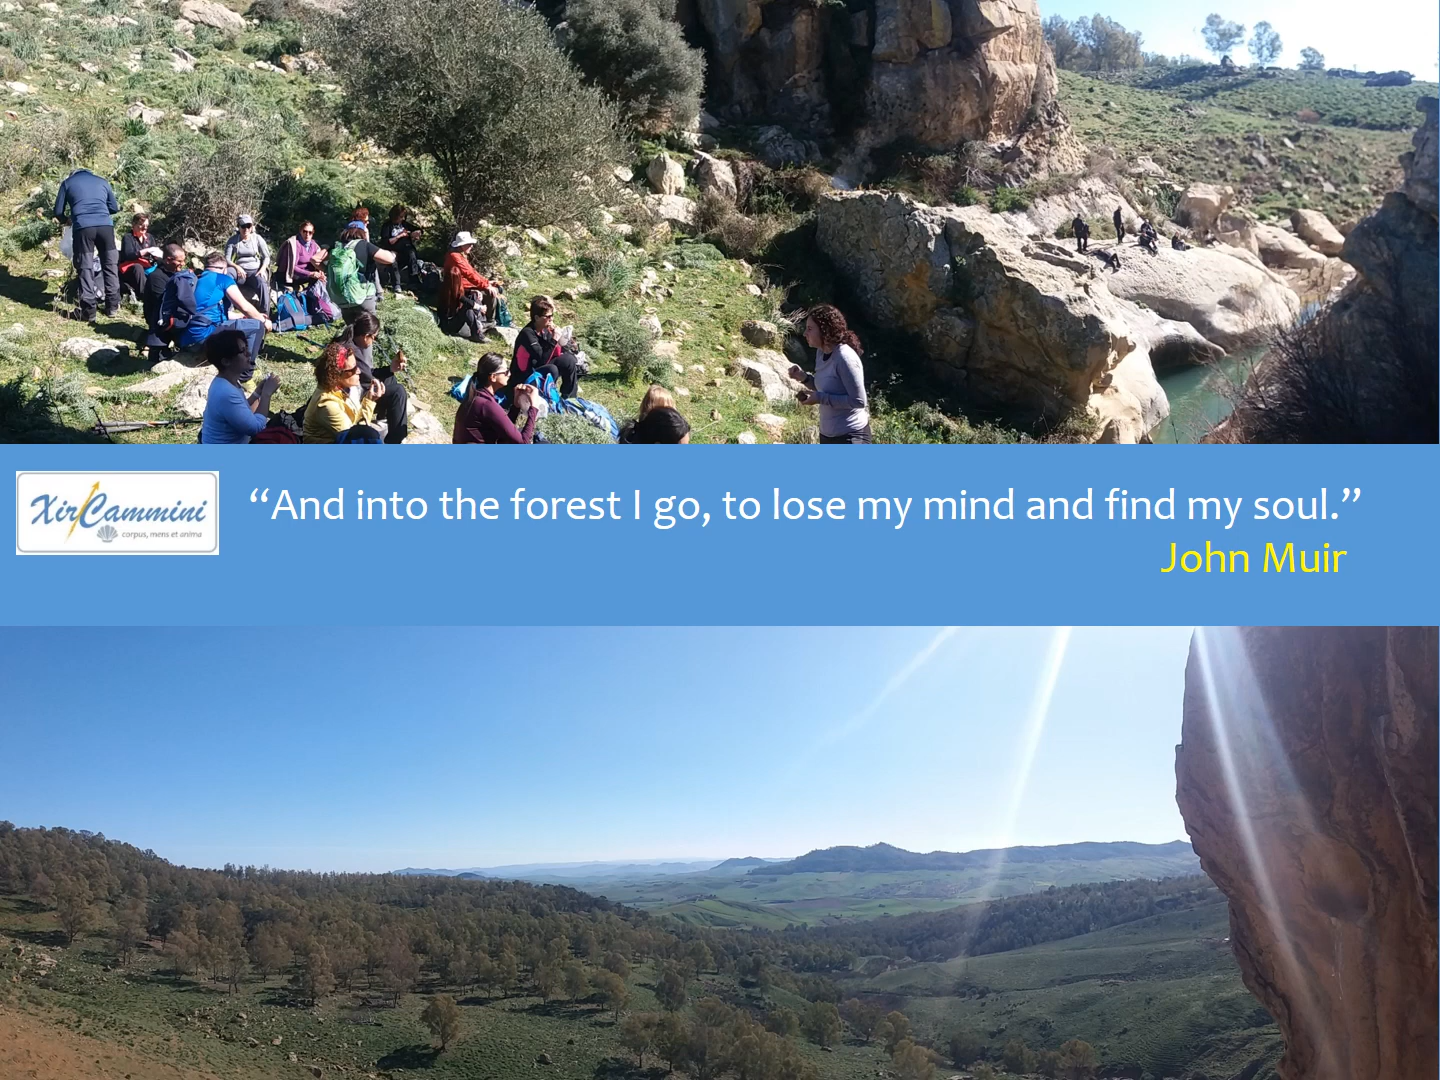 XirCammini
corpus, mens et anima
“And into the forest I go, to lose my mind and find my soul.”
John Muir